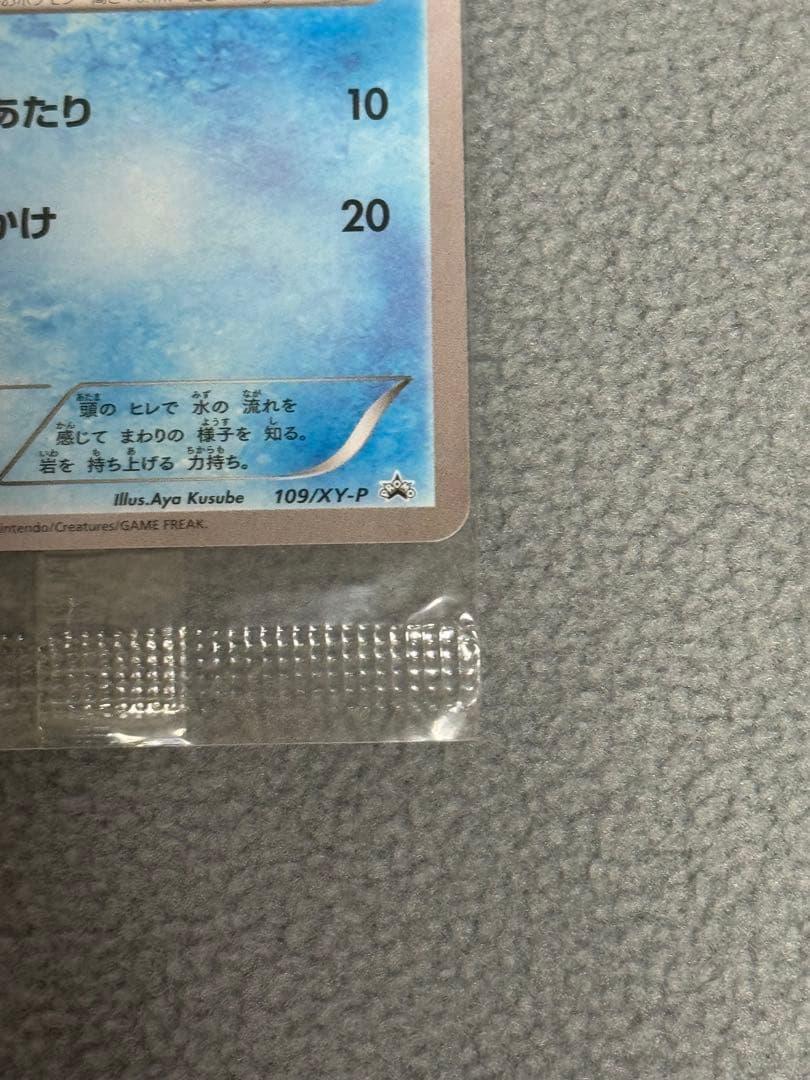 あたり 10
かけ 20
頭の ヒレで 水の 流れを
感じて まわりの 様子を 知る。
岩を 持ち上げる 力持ち。
Illus.Aya Kusube 109/XY-P PROMO
intendo/Creatures/GAME FREAK.